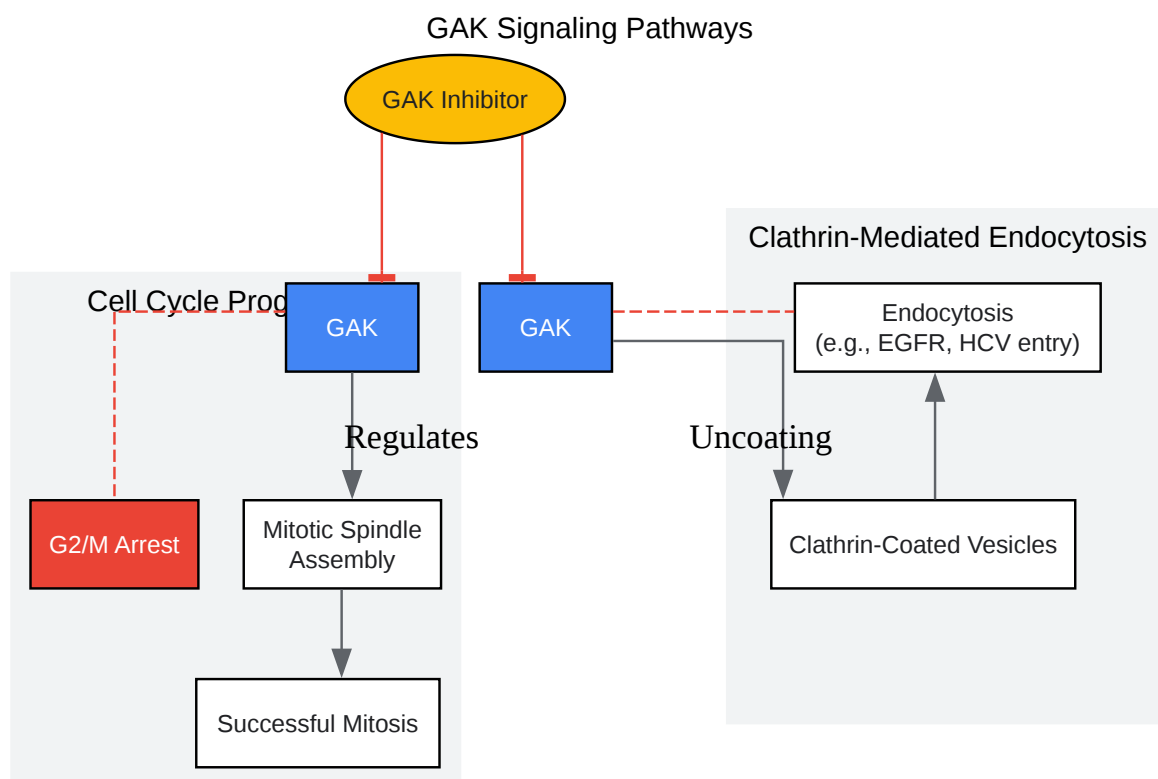 GAK Signaling Pathways
GAK Inhibitor
Clathrin-Mediated Endocytosis
Cell Cycle Prog
GAK
GAK
Endocytosis
(e.g., EGFR, HCV entry)
Regulates
Uncoating
G2/M Arrest
Mitotic Spindle
Assembly
Clathrin-Coated Vesicles
Successful Mitosis